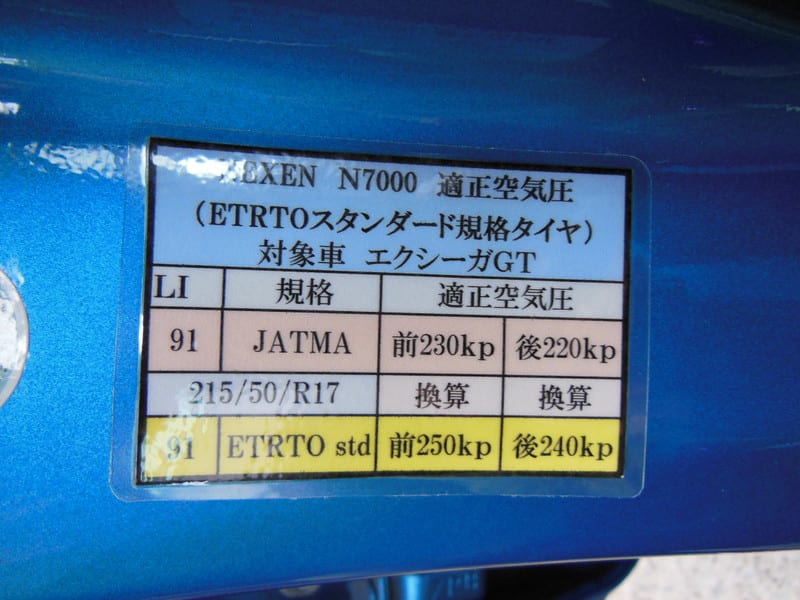 EXEN N7000 適正空気圧
(ETRTOスタンダード規格タイヤ)
対象車 エクシーガGT
LI 規格 適正空気圧
91 JATMA 前230kp 後220kp
215/50/R17 換算 換算
91 ETRTO std 前250kp 後240kp